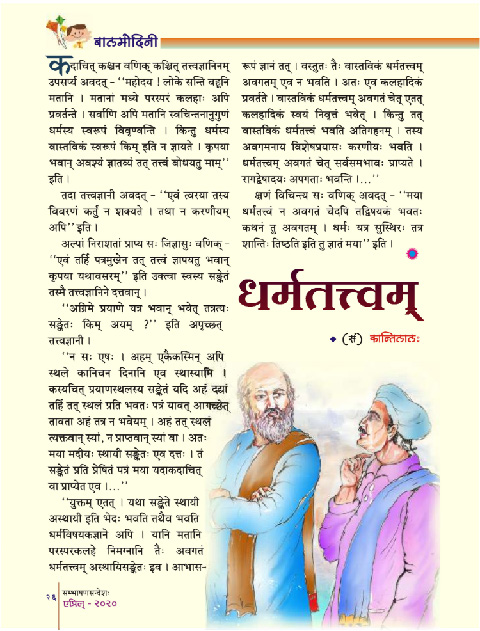 बालमोदिनी
कदाचित् कश्चन वणिक् कञ्चित् तत्त्वज्ञानिनम्
उपसर्प्य अवदत् - ''महोदय ! लोके सन्ति बहूनि
मतानि । मतानां मध्ये परस्परं कलहाः अपि
प्रवर्तन्ते । सर्वाणि अपि मतानि स्वचिन्तनानुगुणं
धर्मस्य स्वरूपं विवृण्वन्ति । किन्तु धर्मस्य
वास्तविकं स्वरूपं किम् इति न ज्ञायते । कृपया
भवान् अवश्यं ज्ञातव्यं तत् तत्त्वं बोधयतु माम्''
इति ।
तदा तत्त्वज्ञानी अवदत् - ''एवं त्वरया तस्य
विवरणं कर्तुं न शक्यते । तथा न करणीयम्
अपि'' इति ।
अल्पां निराशतां प्राप्य सः जिज्ञासुः वणिक् -
''एवं तर्हि पत्रमुखेन तत् तत्त्वं ज्ञापयतु भवान्
कृपया यथावसरम्'' इति उक्त्वा स्वस्य सङ्केतं
तस्मै तत्त्वज्ञानिने दत्तवान् ।
''अग्रिमे प्रयाणे यत्र भवान् भवेत् तत्रत्यः
सङ्केतः किम् अयम् ?'' इति अपृच्छत्
तत्त्वज्ञानी ।
''न सः एषः । अहम् एकैकस्मिन् अपि
स्थले कानिचन दिनानि एव स्थास्यामि ।
कस्यचित् प्रयाणस्थलस्य सङ्केतं यदि अहं दद्यां
तर्हि तत् स्थलं प्रति भवतः पत्रं यावत् आगच्छेत्
तावता अहं तत्र न भवेयम् । अहं तत् स्थलं
त्यक्तवान् स्यां, न प्राप्तवान् स्यां वा । अतः
मया मदीयः स्थायी सङ्केतः एव दत्तः । तं
सङ्केतं प्रति प्रेषितं पत्रं मया यदाकदाचित्
वा प्राप्येत एव ।...''
''युक्तम् एतत् । यथा सङ्केते स्थायी
अस्थायी इति भेदः भवति तथैव भवति
धर्मविषयकज्ञाने अपि । यानि मतानि
परस्परकलहे निमग्नानि तैः अवगतं
धर्मतत्त्वम् अस्थायिसङ्केतः इव । आभास-
रूपं ज्ञानं तत् । वस्तुतः तैः वास्तविकं धर्मतत्त्वम्
अवगतम् एव न भवति । अतः एव कलहादिकं
प्रवर्तते । वास्तविकं धर्मतत्त्वम् अवगतं चेत् एतत्
कलहादिकं स्वयं निवृत्तं भवेत् । किन्तु तत्
वास्तविकं धर्मतत्त्वं भवति अतिगहनम् । तस्य
अवगमनाय विशेषप्रयासः करणीयः भवति ।
धर्मतत्त्वम् अवगतं चेत् सर्वसमभावः प्राप्यते ।
रागद्वेषादयः अपगताः भवन्ति ।...''
क्षणं विचिन्त्य सः वणिक् अवदत् - ''मया
धर्मतत्त्वं न अवगतं चेदपि तद्विषयकं भवतः
कथनं तु अवगतम् । धर्मः यत्र सुस्थिरः तत्र
शान्तिः तिष्ठति इति तु ज्ञातं मया'' इति ।
धर्मतत्त्वम्
(सं) कान्तिलालः
२६ सम्भाषणसन्देशः
एप्रिल् - २०२०